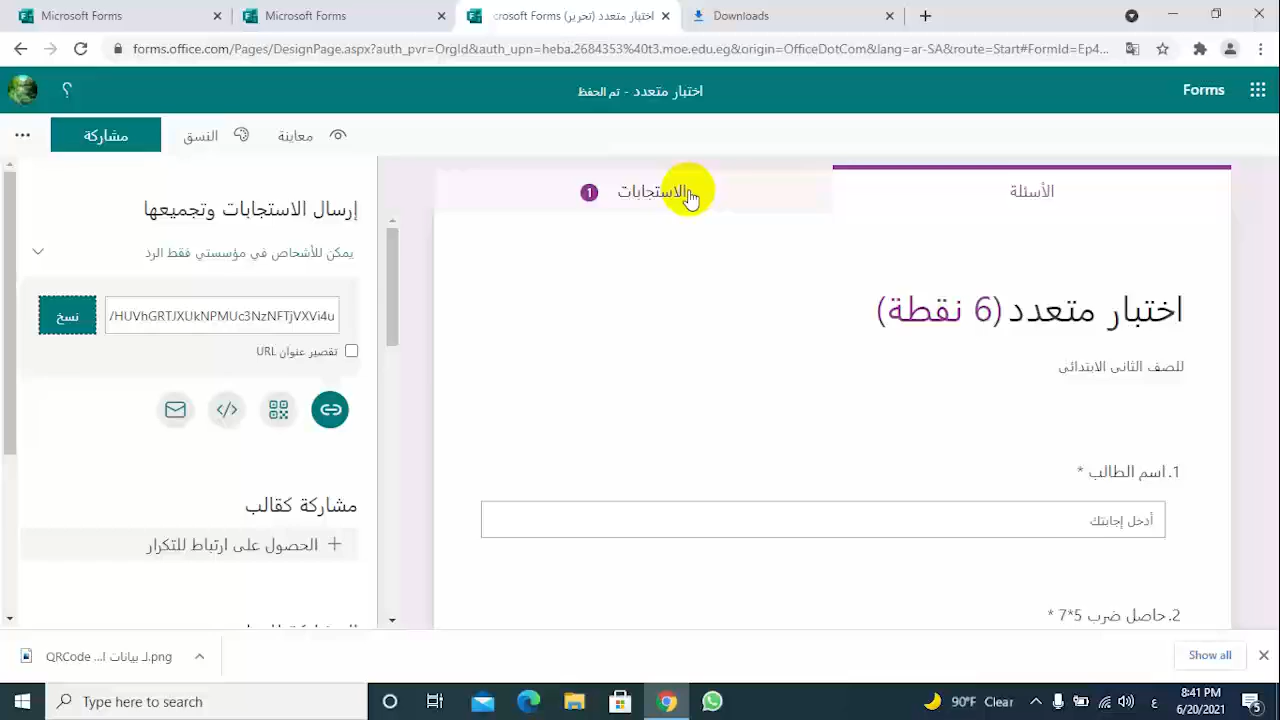 Microsoft Forms
Microsoft Forms
اختبار متعدد (تحرير) crosoft Forms
Downloads
forms.office.com/Pages/DesignPage.aspx?auth_pvr=OrgId&auth_upn=heba.2684353%40t3.moe.edu.eg&origin=OfficeDotCom&lang=ar-SA&route=Start#FormId=Ep4...
Forms
اختبار متعدد - تم الحفظ
؟
معاينة
النسق
مشاركة
...
الأسئلة
الاستجابات
1
اختبار متعدد (6 نقطة)
للصف الثانى الابتدائى
1. اسم الطالب *
أدخل إجابتك
2. حاصل ضرب 5*7 *
إرسال الاستجابات وتجميعها
يمكن للأشخاص في مؤسستي فقط الرد
/HUVhGRTJXUkNPMUc3NzNFTjVXVi4u
نسخ
تقصير عنوان URL
مشاركة كقالب
+ الحصول على ارتباط للتكرار
QRCode لـ بيانات ا... .png
Show all
Type here to search
90°F Clear
ع
8:41 PM
6/20/2021
5